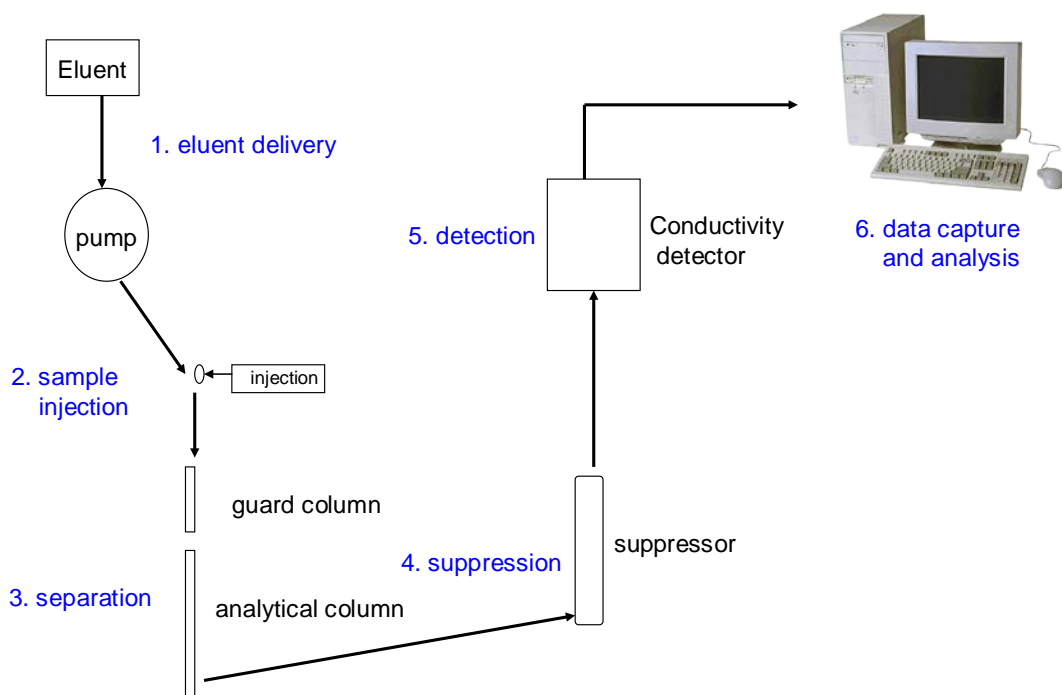 Eluent
1. eluent delivery
pump
2. sample
injection
injection
guard column
3. separation
analytical column
4. suppression
suppressor
5. detection
Conductivity
detector
6. data capture
and analysis